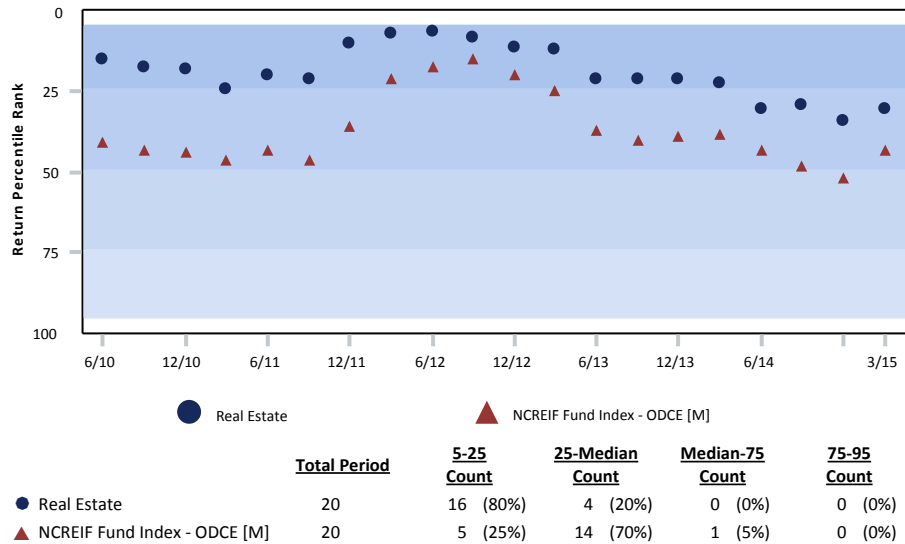 0
25
50
75
100
Return Percentile Rank
6/10 12/10 6/11 12/11 6/12 12/12 6/13 12/13 6/14 3/15
Real Estate NCREIF Fund Index - ODCE [M]
Total Period 5-25 Count 25-Median Count Median-75 Count 75-95 Count
Real Estate 20 16 (80%) 4 (20%) 0 (0%) 0 (0%)
NCREIF Fund Index - ODCE [M] 20 5 (25%) 14 (70%) 1 (5%) 0 (0%)